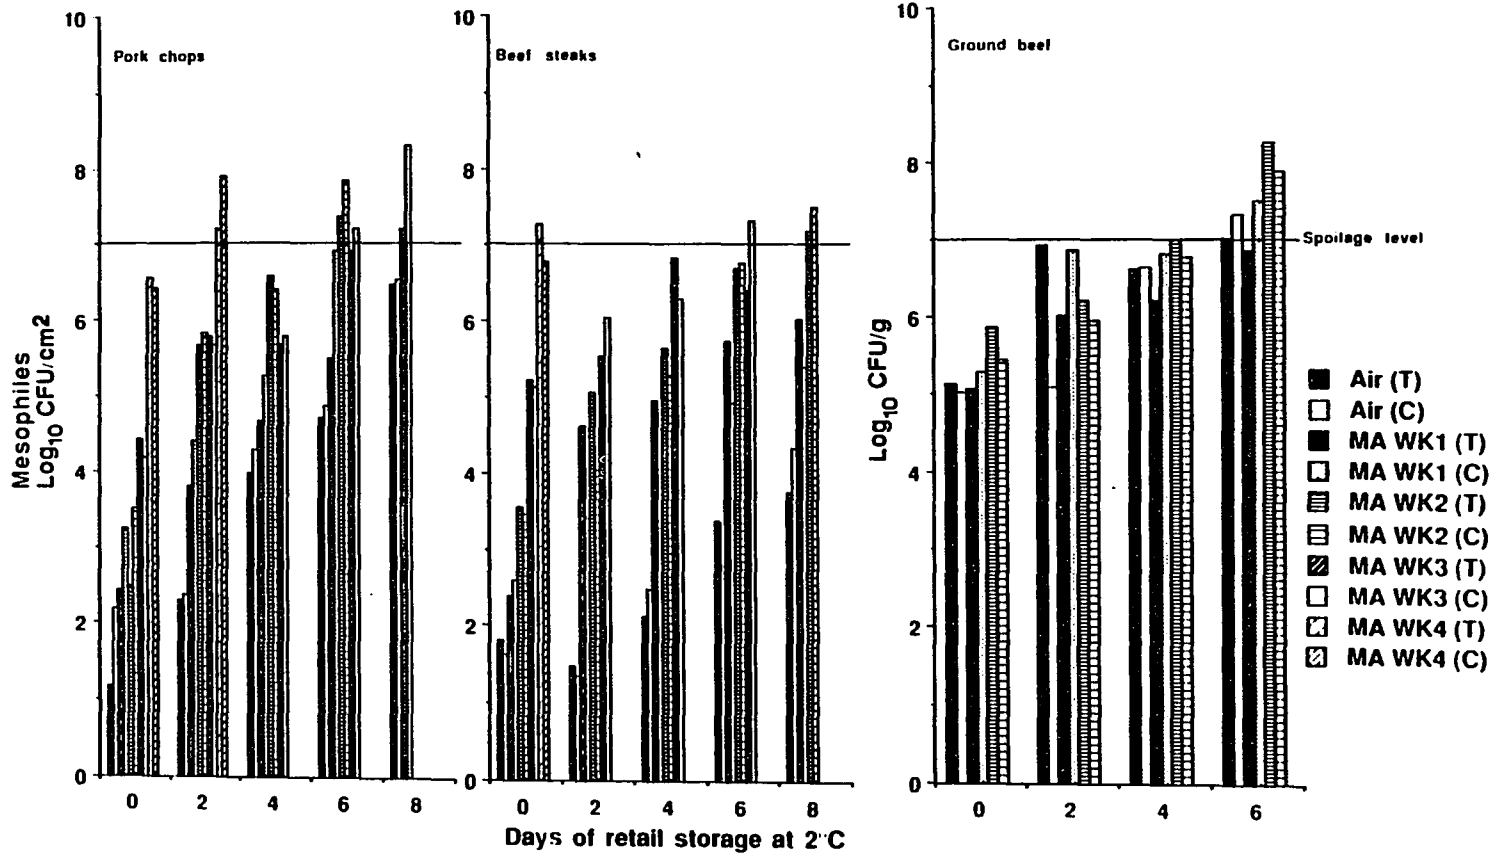 Pork chops
Beef steaks
Ground beef
10
8
6
4
2
0
Mesophiles
Log10 CFU/cm2
0 2 4 6 8
10
8
6
4
2
0
0 2 4 6 8
Days of retail storage at 2°C
10
8
6
4
2
0
Log10 CFU/g
0 2 4 6
Spoilage level
Air (T)
Air (C)
MA WK1 (T)
MA WK1 (C)
MA WK2 (T)
MA WK2 (C)
MA WK3 (T)
MA WK3 (C)
MA WK4 (T)
MA WK4 (C)